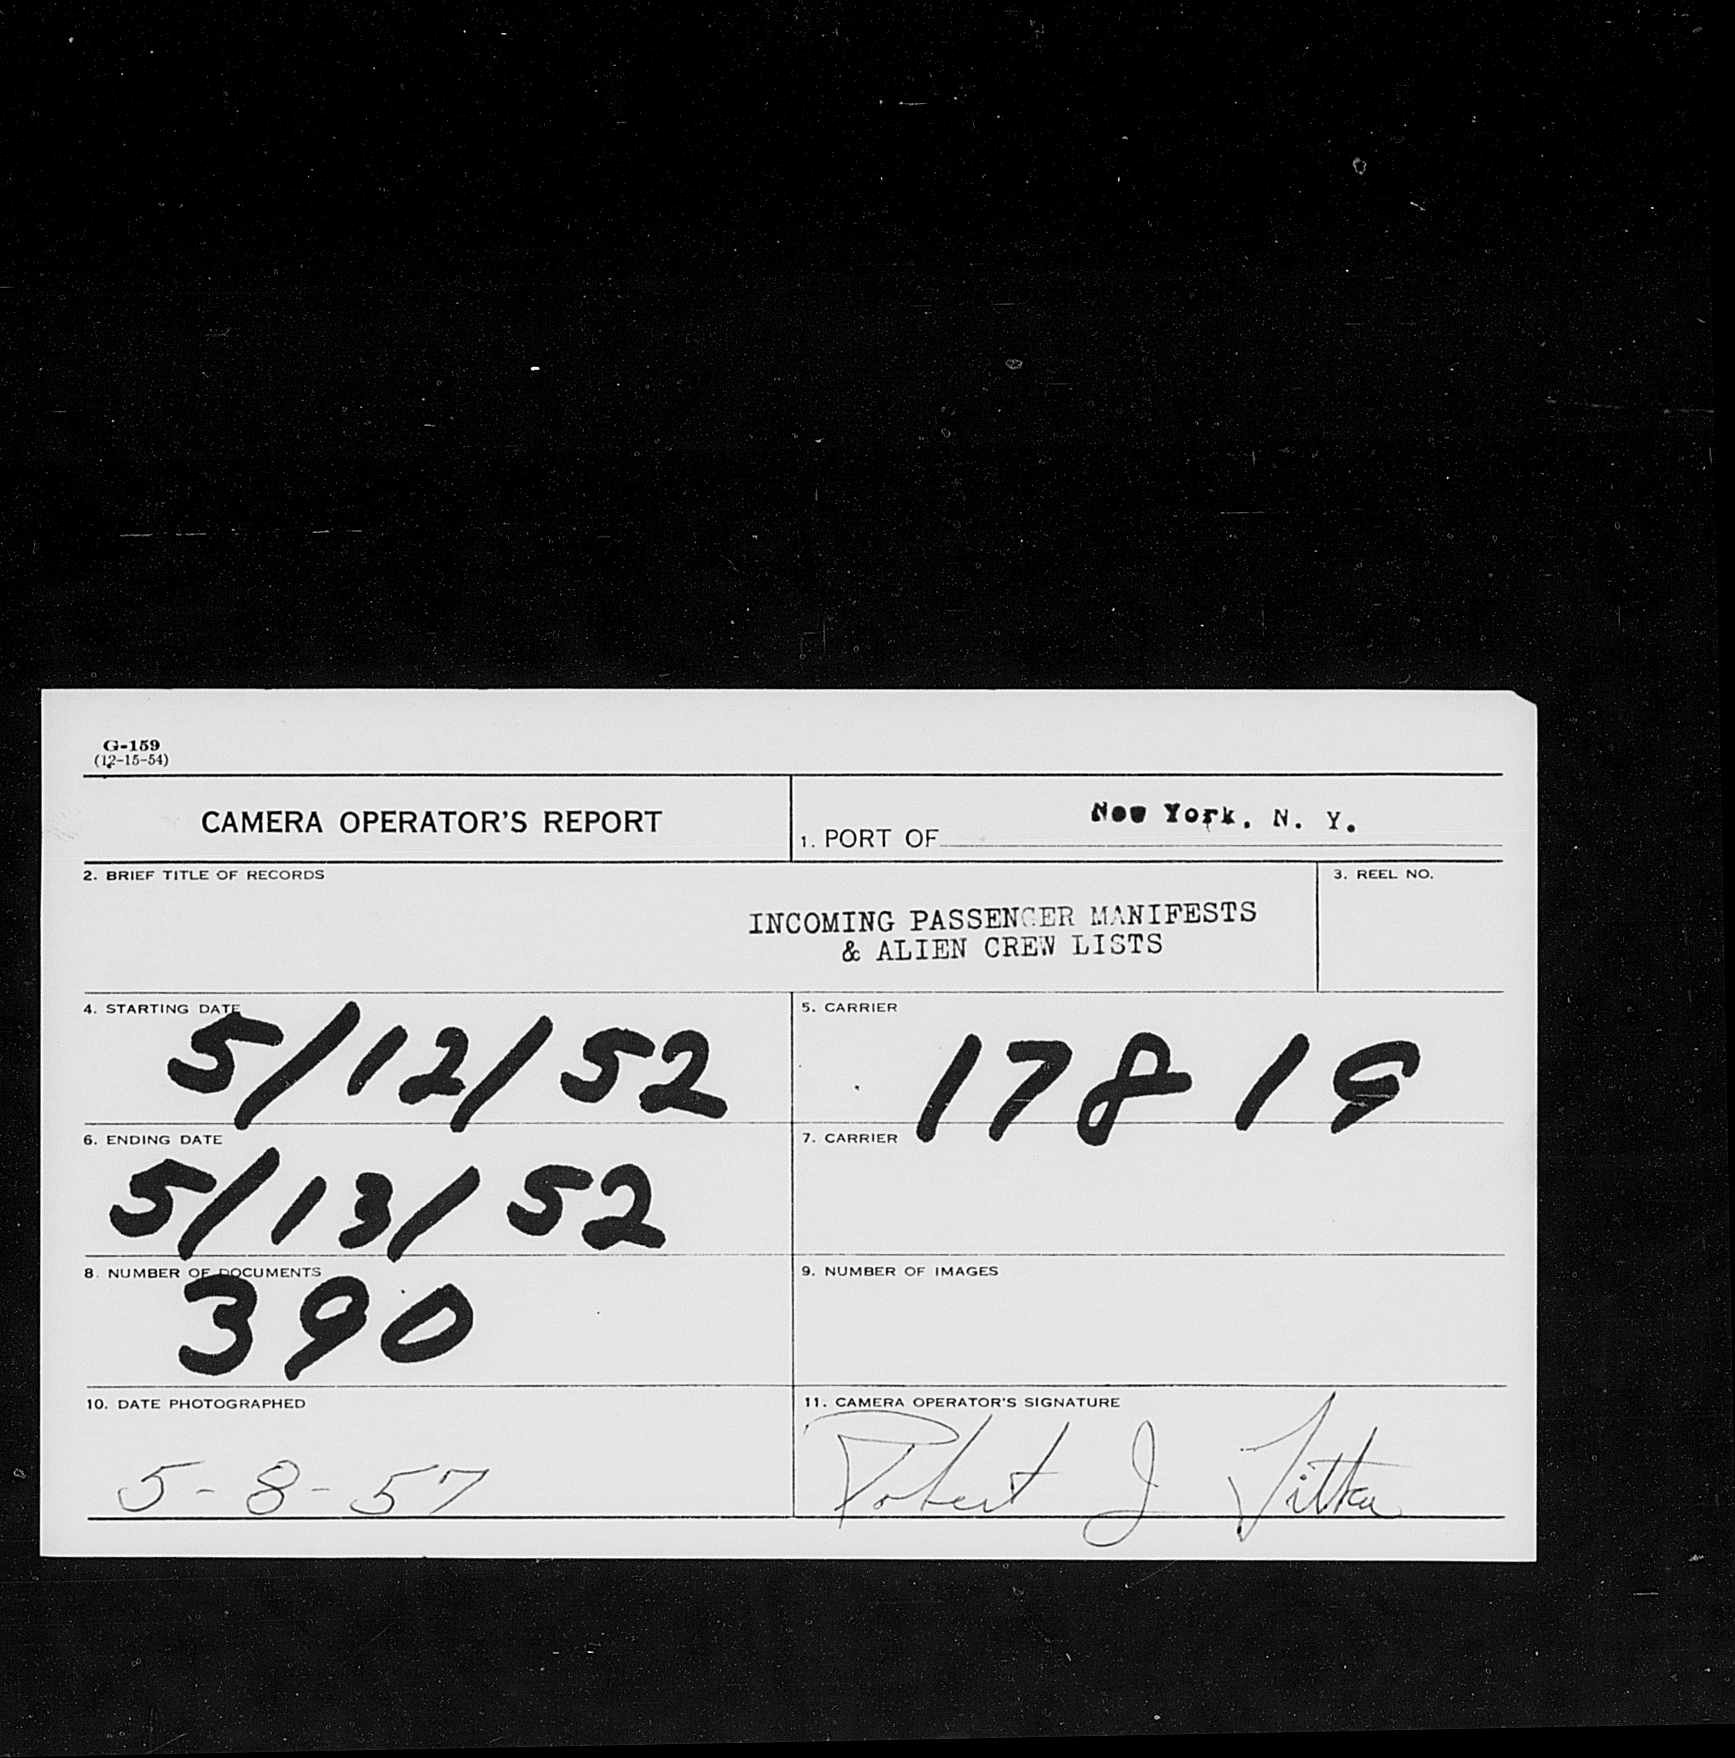 G-159
(12-15-54)
CAMERA OPERATOR'S REPORT
1. PORT OF New York, N. Y.
2. BRIEF TITLE OF RECORDS
3. REEL NO.
INCOMING PASSENGER MANIFESTS
& ALIEN CREW LISTS
4. STARTING DATE
5/12/52
5. CARRIER
17819
6. ENDING DATE
5/13/52
7. CARRIER
8. NUMBER OF DOCUMENTS
390
9. NUMBER OF IMAGES
10. DATE PHOTOGRAPHED
5-8-57
11. CAMERA OPERATOR'S SIGNATURE
Robert J